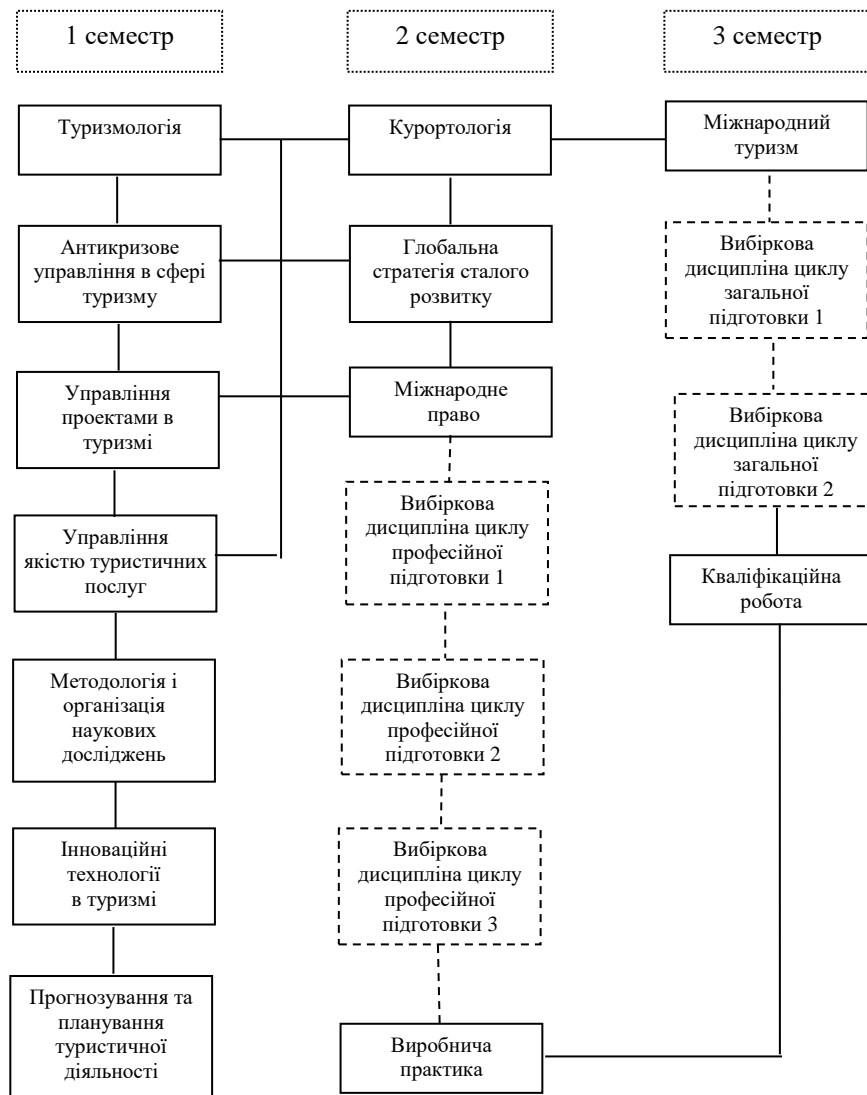 1 семестр
2 семестр
3 семестр
Туризмологія
Курортологія
Міжнародний
туризм
Антикризове
управління в сфері
туризму
Глобальна
стратегія сталого
розвитку
Вибіркова
дисципліна циклу
загальної
підготовки 1
Управління
проектами в
туризмі
Міжнародне
право
Вибіркова
дисципліна циклу
загальної
підготовки 2
Управління
якістю туристичних
послуг
Вибіркова
дисципліна циклу
професійної
підготовки 1
Кваліфікаційна
робота
Методологія і
організація
наукових
досліджень
Вибіркова
дисципліна циклу
професійної
підготовки 2
Інноваційні
технології
в туризмі
Вибіркова
дисципліна циклу
професійної
підготовки 3
Прогнозування та
планування
туристичної
діяльності
Виробнича
практика